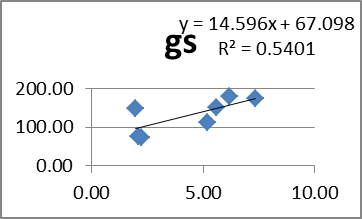 y = 14.596x + 67.098
gs R² = 0.5401
200.00
100.00
0.00
0.00 5.00 10.00